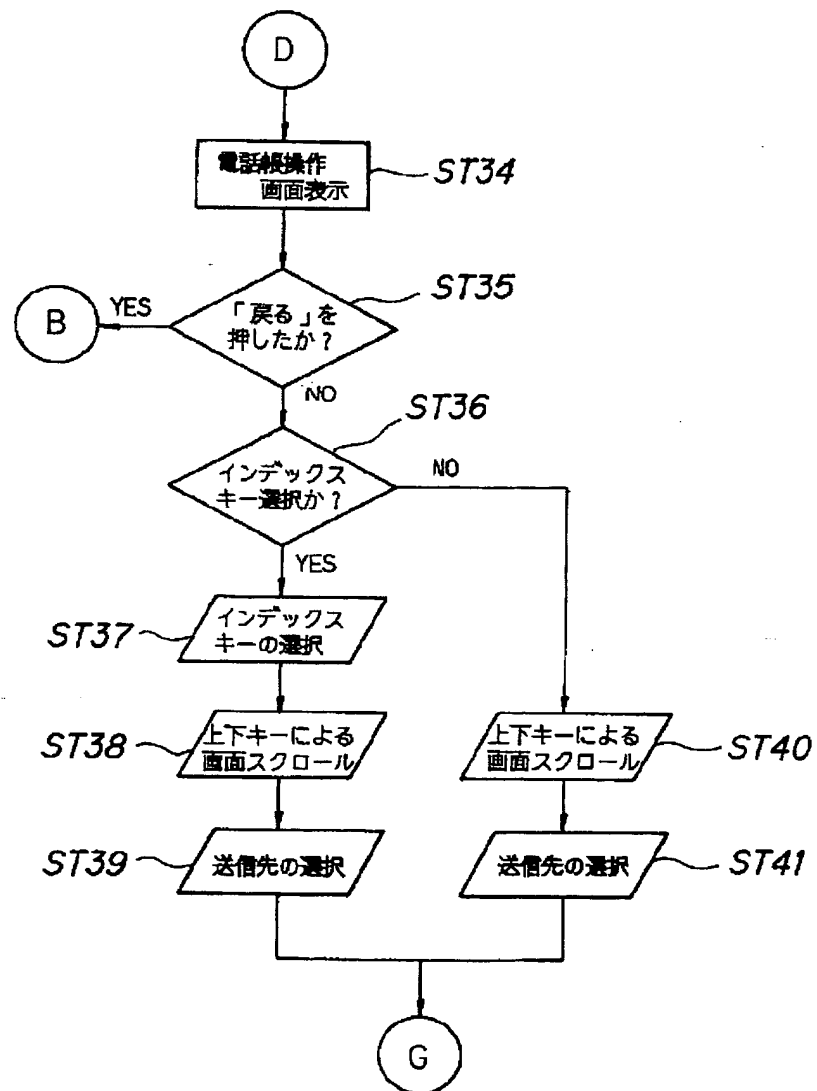 D
電話帳操作
画面表示
ST34
「戻る」を
押したか?
ST35
YES
B
NO
ST36
インデックス
キー選択か?
NO
YES
インデックス
キーの選択
ST37
上下キーによる
画面スクロール
ST38
上下キーによる
画面スクロール
ST40
送信先の選択
ST39
送信先の選択
ST41
G